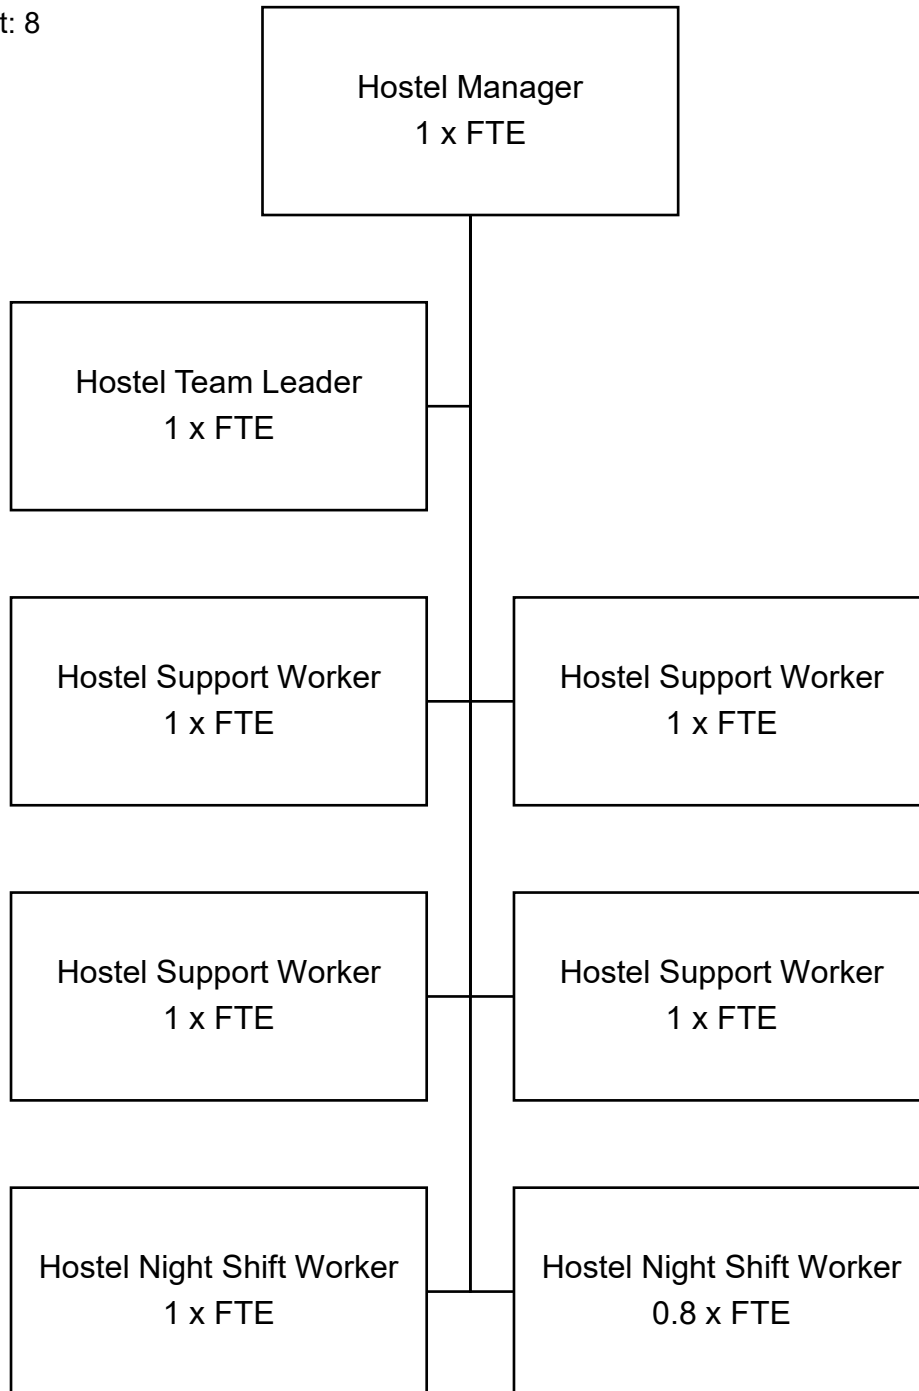 t: 8
Hostel Manager
1 x FTE
Hostel Team Leader
1 x FTE
Hostel Support Worker
1 x FTE
Hostel Support Worker
1 x FTE
Hostel Support Worker
1 x FTE
Hostel Support Worker
1 x FTE
Hostel Night Shift Worker
1 x FTE
Hostel Night Shift Worker
0.8 x FTE